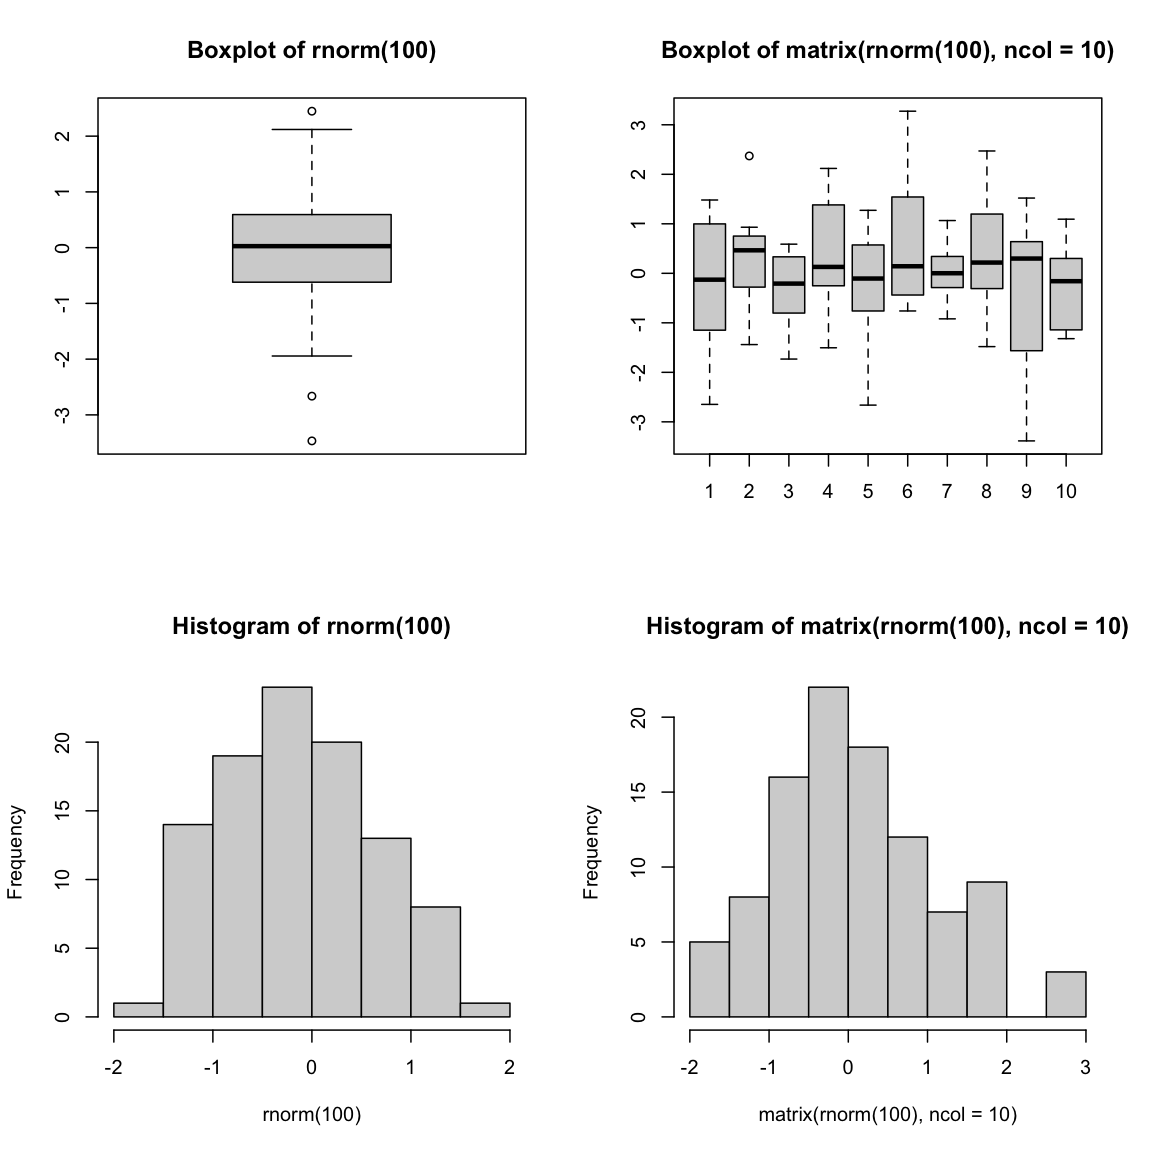 Boxplot of rnorm(100)
2
1
0
-1
-2
-3
Boxplot of matrix(rnorm(100), ncol = 10)
3
2
1
0
-1
-2
-3
1 2 3 4 5 6 7 8 9 10
Histogram of rnorm(100)
Frequency
20
15
10
5
0
-2 -1 0 1 2
rnorm(100)
Histogram of matrix(rnorm(100), ncol = 10)
Frequency
20
15
10
5
0
-2 -1 0 1 2 3
matrix(rnorm(100), ncol = 10)